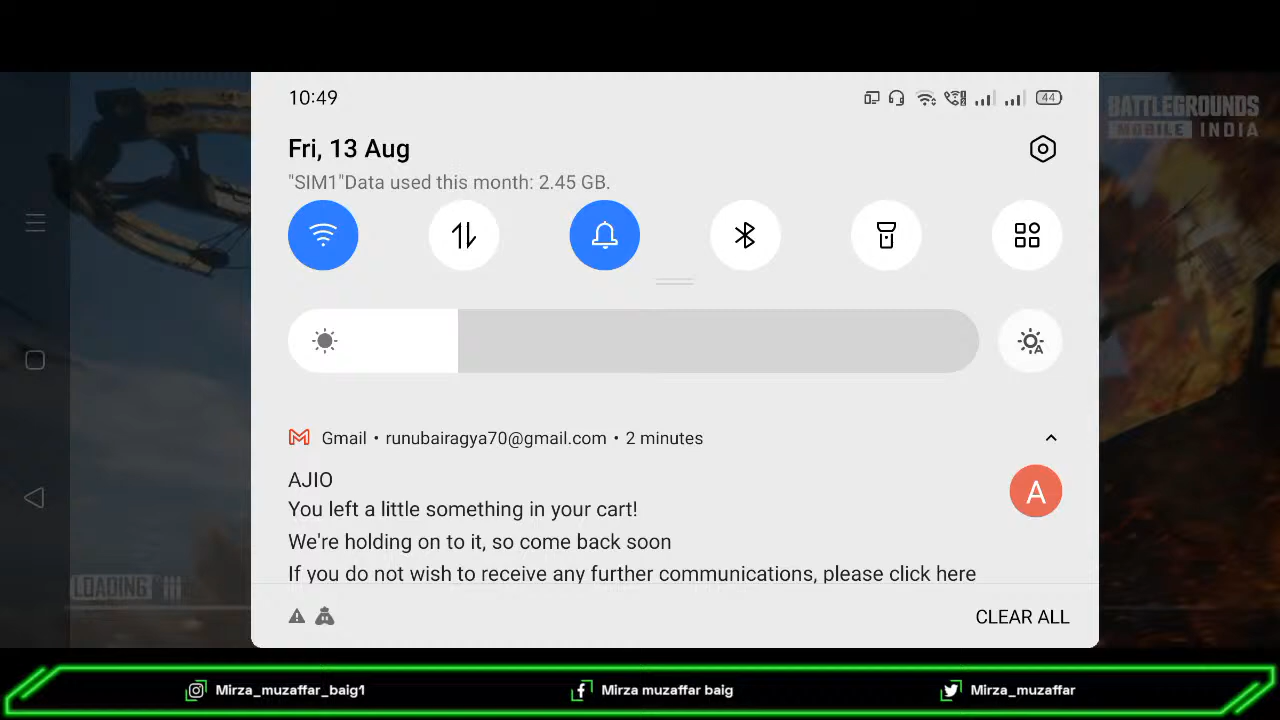 10:49
44
BATTLEGROUNDS
MOBILE INDIA
Fri, 13 Aug
"SIM1"Data used this month: 2.45 GB.
Gmail • runubairagya70@gmail.com • 2 minutes
AJIO
A
You left a little something in your cart!
We're holding on to it, so come back soon
If you do not wish to receive any further communications, please click here
LOADING
CLEAR ALL
Mirza_muzaffar_baig1
Mirza muzaffar baig
Mirza_muzaffar